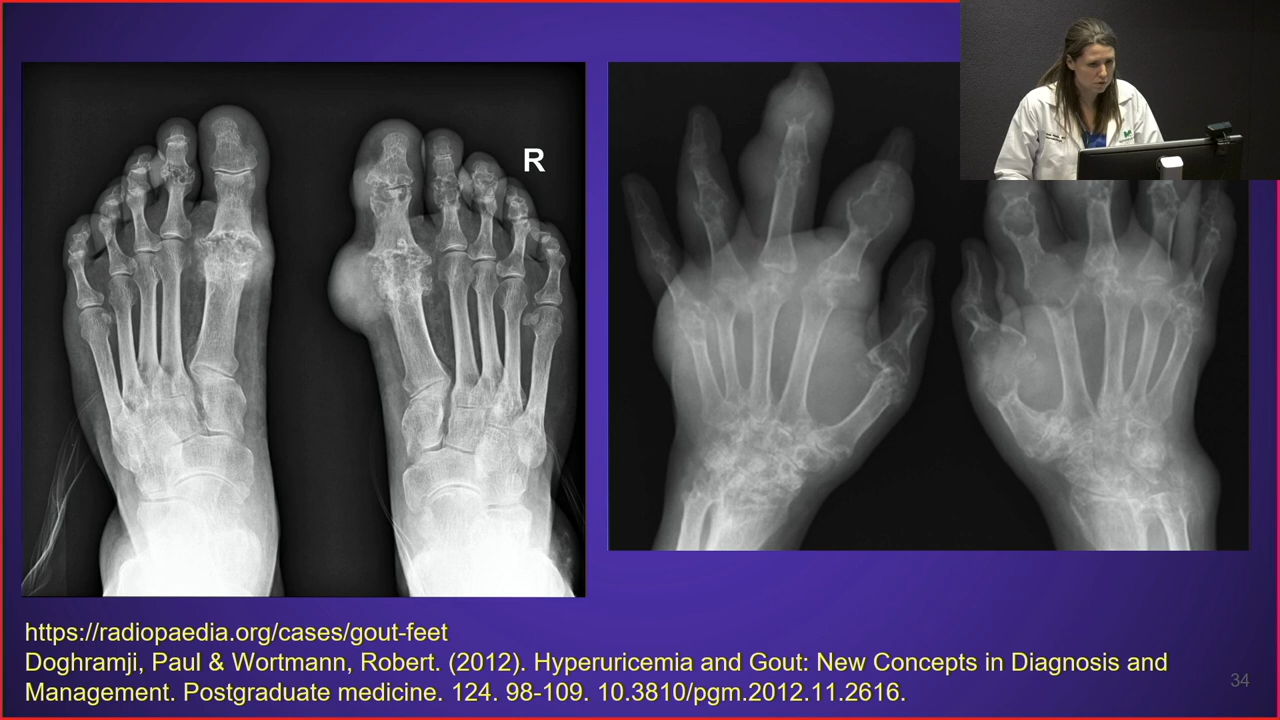 R
https://radiopaedia.org/cases/gout-feet
Doghramji, Paul & Wortmann, Robert. (2012). Hyperuricemia and Gout: New Concepts in Diagnosis and
Management. Postgraduate medicine. 124. 98-109. 10.3810/pgm.2012.11.2616.
34